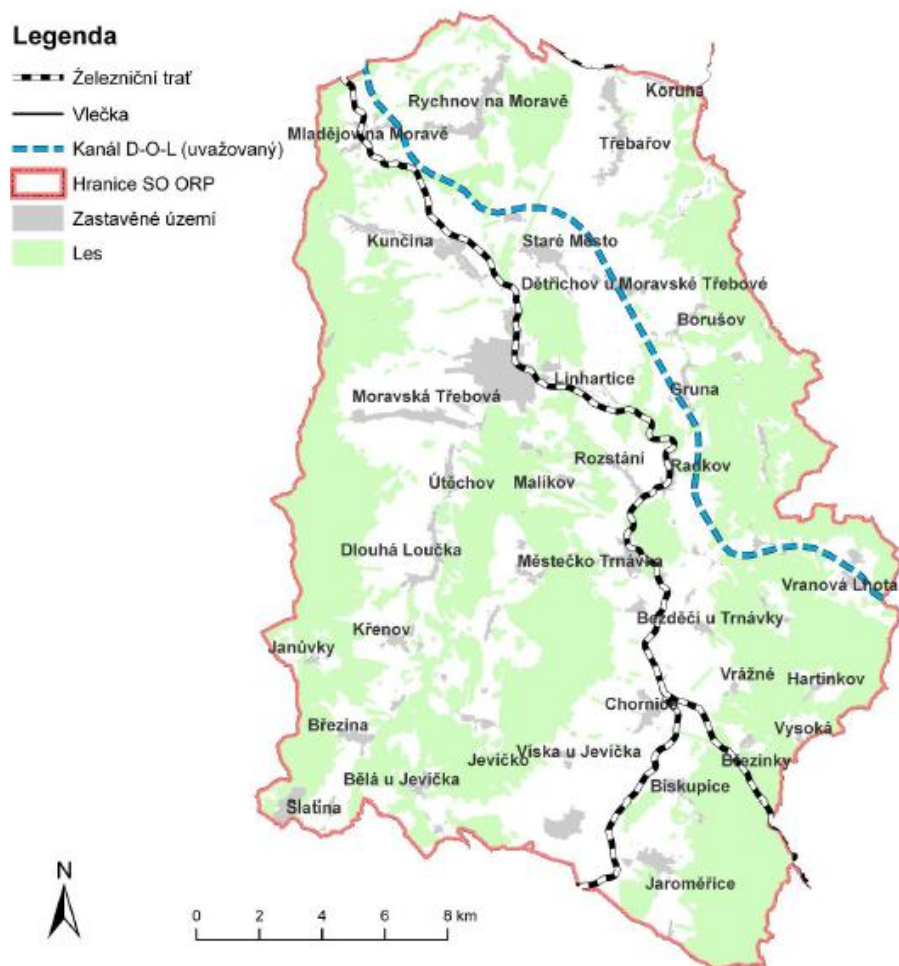 Legenda
Železniční trať
Vlečka
Kanál D-O-L (uvažovaný)
Hranice SO ORP
Zastavěné území
Les
Koruna
Rychnov na Moravě
Mladějov na Moravě
Třebařov
Kunčina
Staré Město
Dětřichov u Moravské Třebové
Borušov
Linhartice
Gruna
Moravská Třebová
Rozstání
Radkov
Útěchov
Malíkov
Dlouhá Loučka
Městečko Trnávka
Vranová Lhota
Bezděčí u Trnávky
Křenov
Janůvky
Vrážné
Hartinkov
Chornice
Březina
Vysoká
Víska u Jevíčka
Jevíčko
Březinky
Bělá u Jevíčka
Biskupice
Slatina
Jaroměřice
N
0 2 4 6 8 km